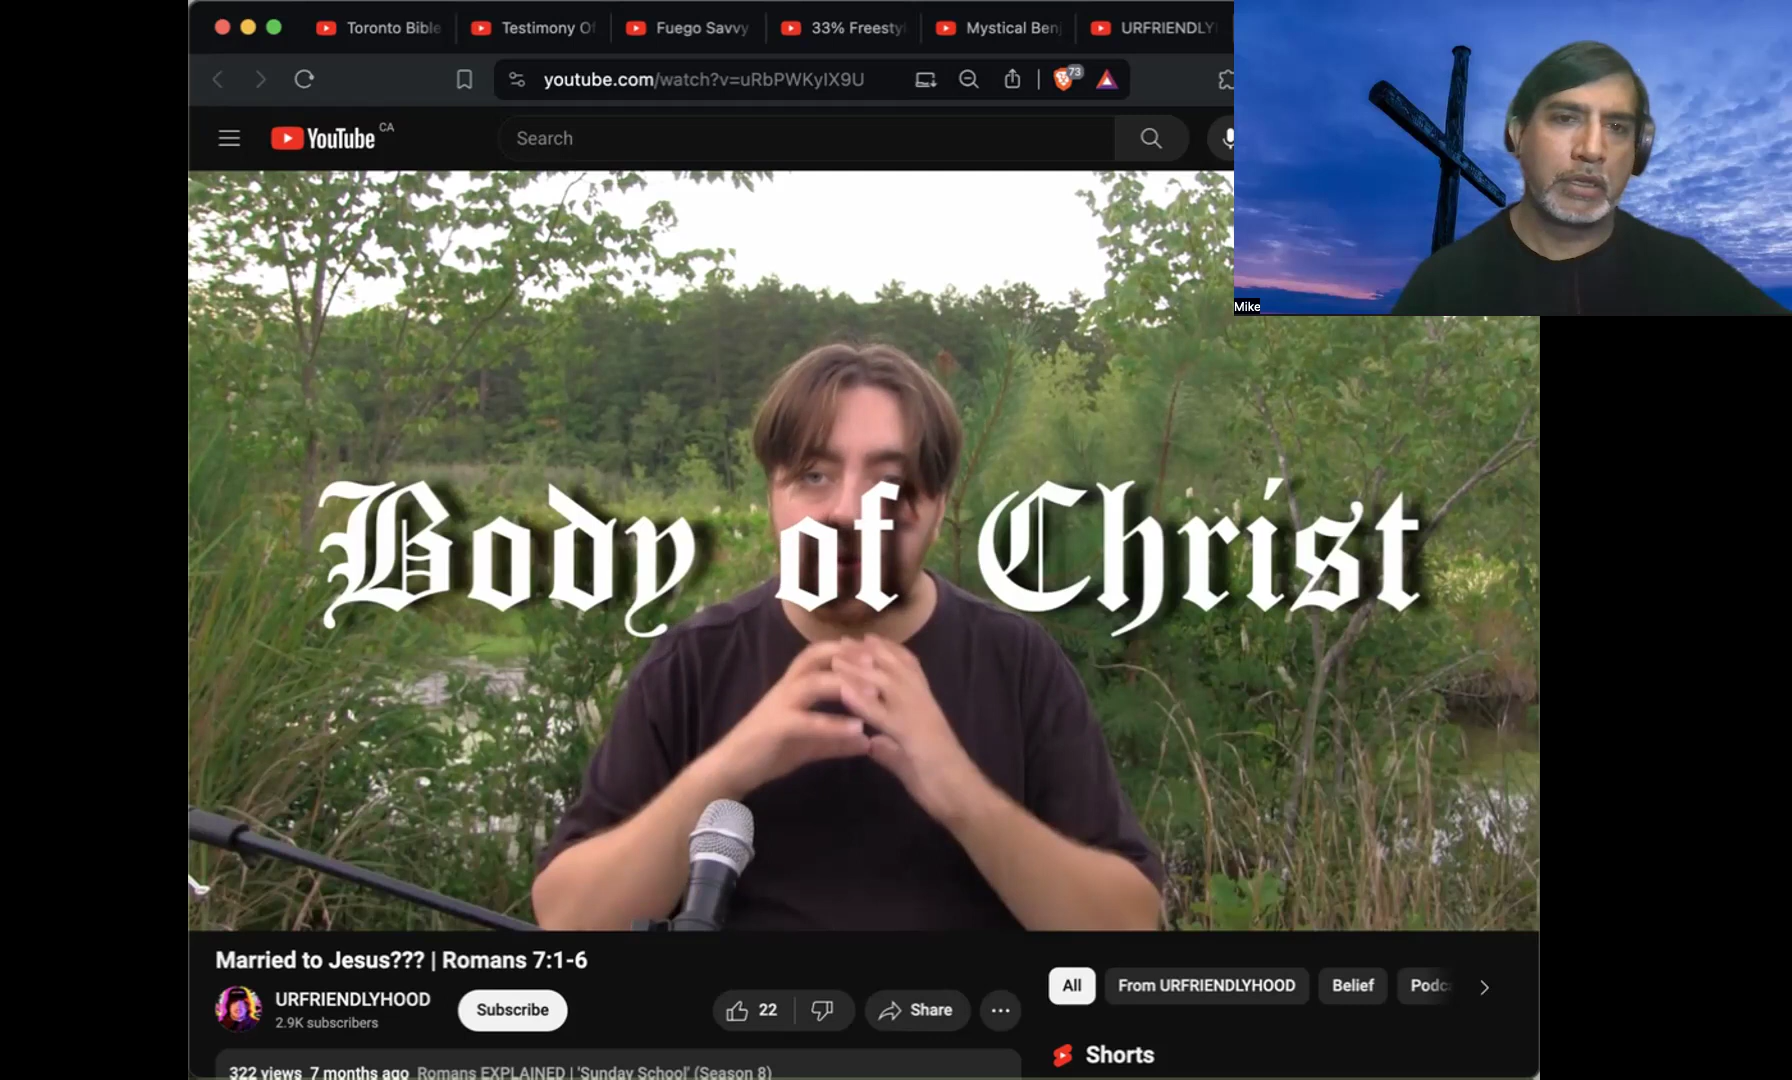 Toronto Bible
Testimony Of
Fuego Savvy
33% Freesty
Mystical Benj
URFRIENDLY
youtube.com/watch?v=uRbPWKyIX9U
73
YouTube CA
Search
Mike
Body of Christ
Married to Jesus??? | Romans 7:1-6
URFRIENDLYHOOD
2.9K subscribers
Subscribe
22
Share
All
From URFRIENDLYHOOD
Belief
Podc
Shorts
322 views 7 months ago Romans EXPLAINED | 'Sunday School' (Season 8)